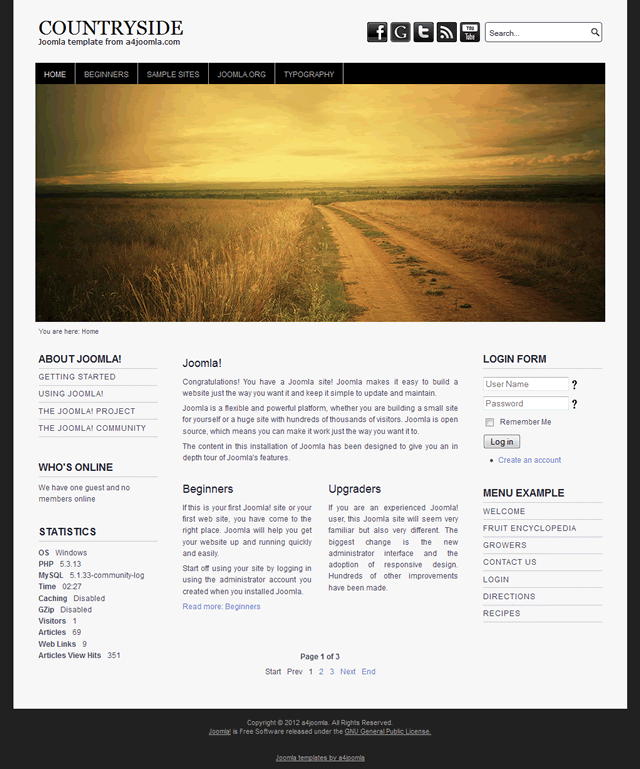 COUNTRYSIDE
Joomla template from a4joomla.com
f G t You Tube
Search...
HOME BEGINNERS SAMPLE SITES JOOMLA.ORG TYPOGRAPHY
You are here: Home
ABOUT JOOMLA!
GETTING STARTED
USING JOOMLA!
THE JOOMLA! PROJECT
THE JOOMLA! COMMUNITY
WHO'S ONLINE
We have one guest and no
members online
STATISTICS
OS Windows
PHP 5.3.13
MySQL 5.1.33-community-log
Time 02:27
Caching Disabled
GZip Disabled
Visitors 1
Articles 69
Web Links 9
Articles View Hits 351
Joomla!
Congratulations! You have a Joomla site! Joomla makes it easy to build a
website just the way you want it and keep it simple to update and maintain.
Joomla is a flexible and powerful platform, whether you are building a small site
for yourself or a huge site with hundreds of thousands of visitors. Joomla is open
source, which means you can make it work just the way you want it to.
The content in this installation of Joomla has been designed to give you an in
depth tour of Joomla's features.
Beginners
If this is your first Joomla! site or your
first web site, you have come to the
right place. Joomla will help you get
your website up and running quickly
and easily.
Start off using your site by logging in
using the administrator account you
created when you installed Joomla.
Read more: Beginners
Upgraders
If you are an experienced Joomla!
user, this Joomla site will seem very
familiar but also very different. The
biggest change is the new
administrator interface and the
adoption of responsive design.
Hundreds of other improvements
have been made.
Page 1 of 3
Start Prev 1 2 3 Next End
LOGIN FORM
User Name ?
Password ?
Remember Me
Log in
Create an account
MENU EXAMPLE
WELCOME
FRUIT ENCYCLOPEDIA
GROWERS
CONTACT US
LOGIN
DIRECTIONS
RECIPES
Copyright © 2012 a4joomla. All Rights Reserved.
Joomla! is Free Software released under the GNU General Public License.
Joomla templates by a4joomla